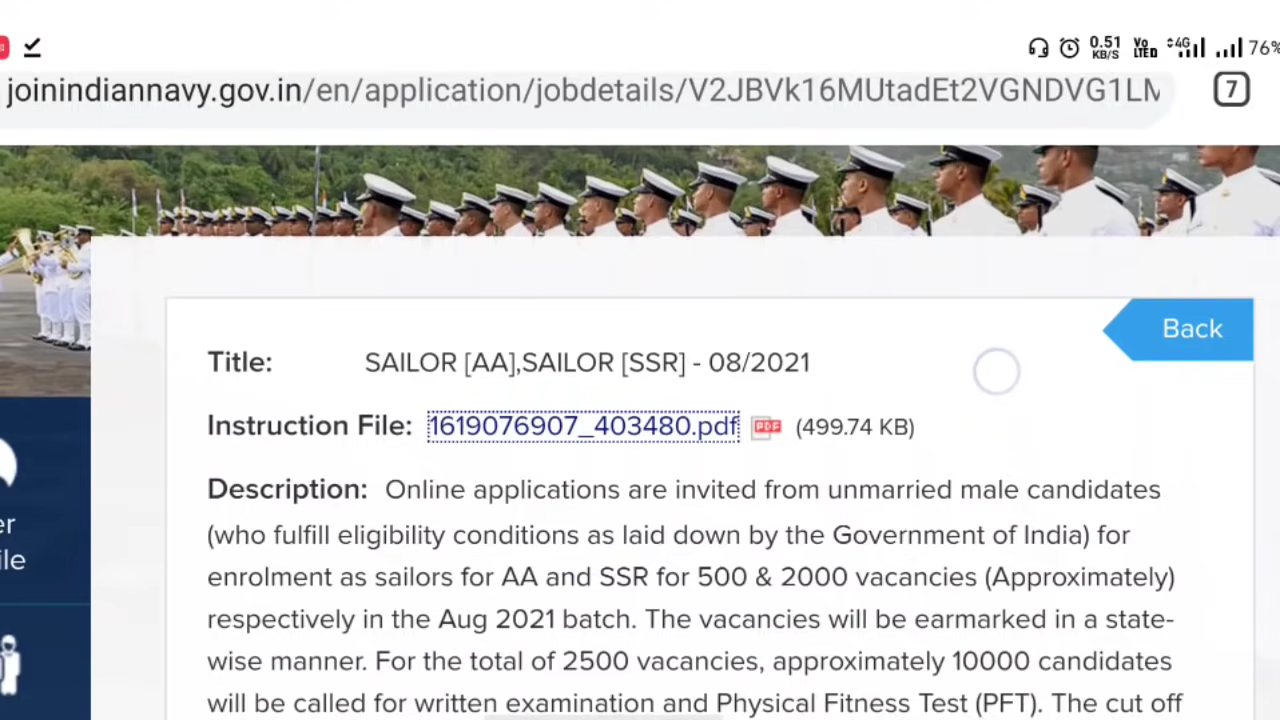 0.51
KB/S
Vo
LTED
4G
76%
joinindiannavy.gov.in/en/application/jobdetails/V2JBVk16MUtadEt2VGNDVG1LM
7
Back
Title: SAILOR [AA],SAILOR [SSR] - 08/2021
Instruction File: 1619076907_403480.pdf PDF (499.74 KB)
Description: Online applications are invited from unmarried male candidates
(who fulfill eligibility conditions as laid down by the Government of India) for
enrolment as sailors for AA and SSR for 500 & 2000 vacancies (Approximately)
respectively in the Aug 2021 batch. The vacancies will be earmarked in a state-
wise manner. For the total of 2500 vacancies, approximately 10000 candidates
will be called for written examination and Physical Fitness Test (PFT). The cut off
er
ile